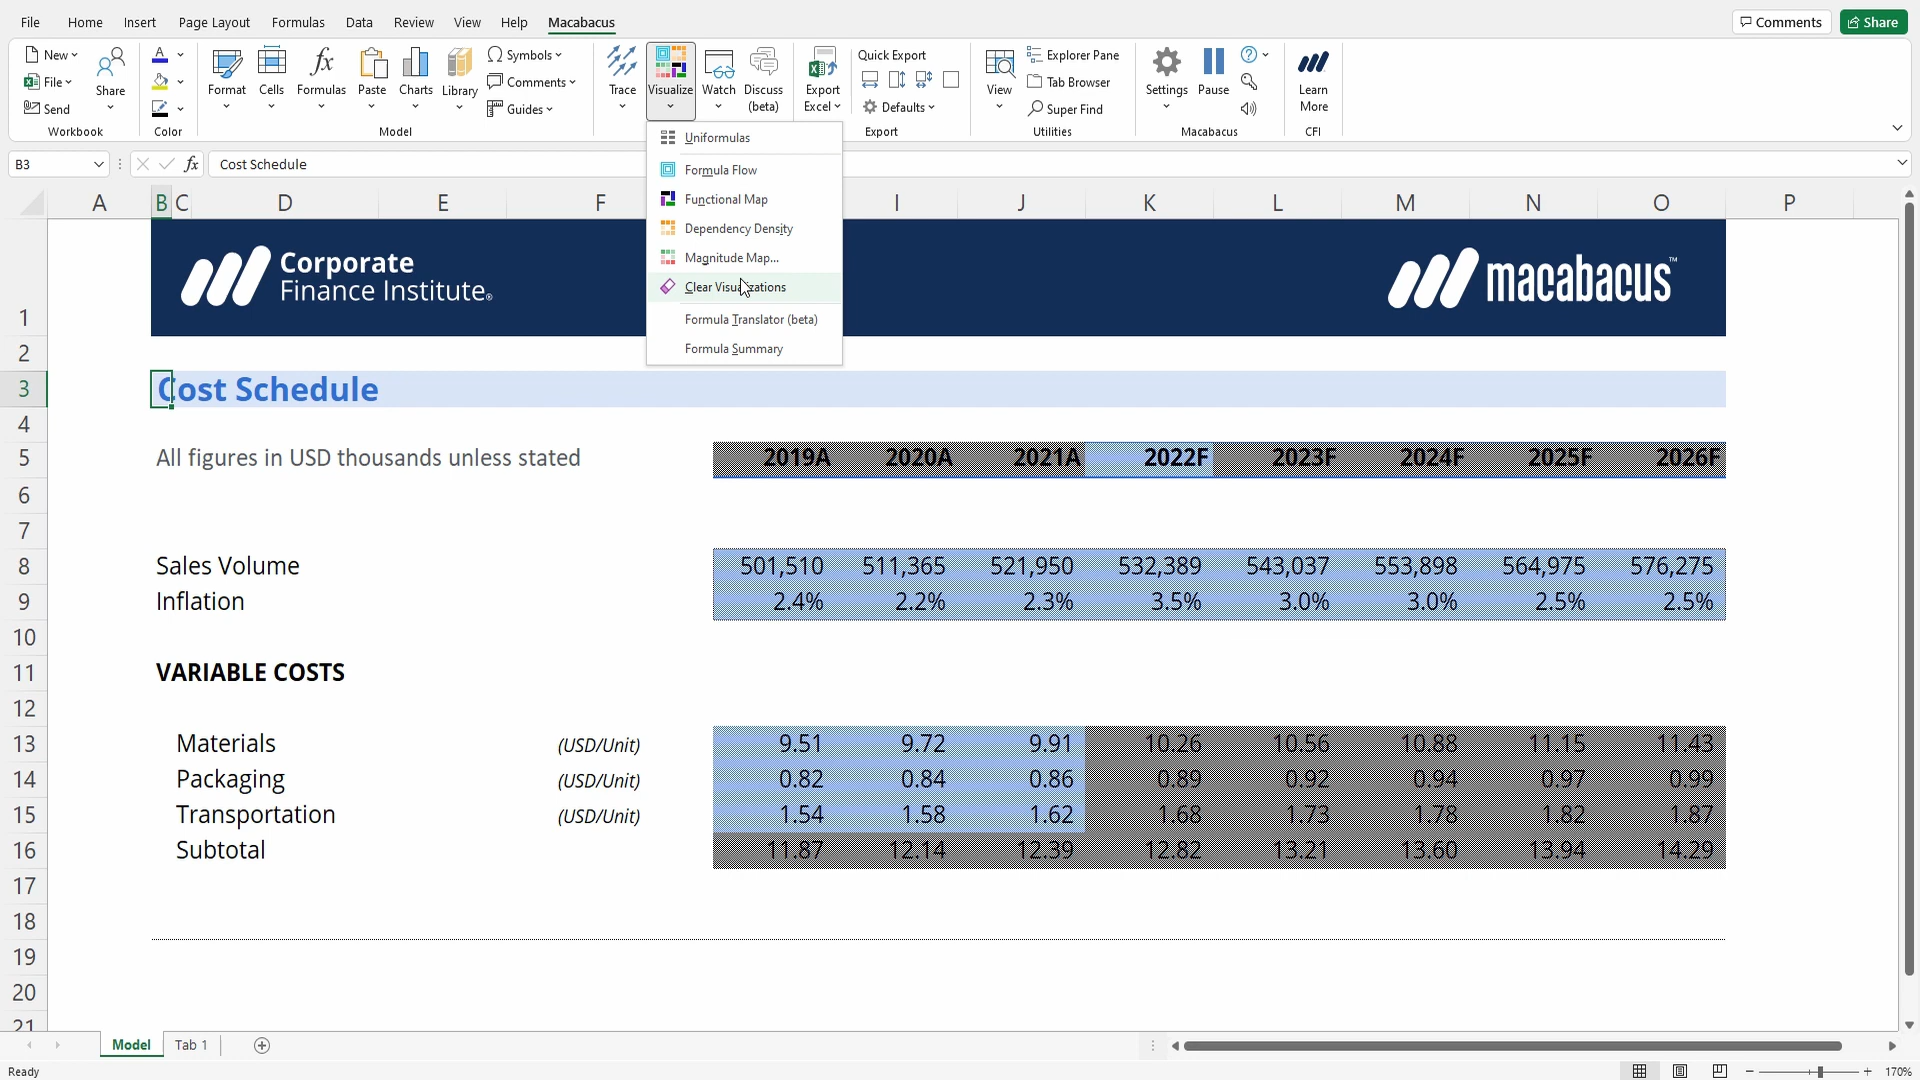 File Home Insert Page Layout Formulas Data Review View Help Macabacus Comments Share
New File Send Share Workbook
Color
Format Cells Formulas Paste Charts Library Symbols Comments Guides Model
Trace Visualize Watch Discuss (beta)
Export Excel Quick Export Defaults Export
View Explorer Pane Tab Browser Super Find Utilities
Settings Pause Macabacus
Learn More CFI
Uniformulas
Formula Flow
Functional Map
Dependency Density
Magnitude Map...
Clear Visualizations
Formula Translator (beta)
Formula Summary
B3 fx Cost Schedule
A B C D E F I J K L M N O P
1 Corporate
Finance Institute®
macabacus™
2
3 Cost Schedule
4
5 All figures in USD thousands unless stated 2019A 2020A 2021A 2022F 2023F 2024F 2025F 2026F
6
7
8 Sales Volume 501,510 511,365 521,950 532,389 543,037 553,898 564,975 576,275
9 Inflation 2.4% 2.2% 2.3% 3.5% 3.0% 3.0% 2.5% 2.5%
10
11 VARIABLE COSTS
12
13 Materials (USD/Unit) 9.51 9.72 9.91 10.26 10.56 10.88 11.15 11.43
14 Packaging (USD/Unit) 0.82 0.84 0.86 0.89 0.92 0.94 0.97 0.99
15 Transportation (USD/Unit) 1.54 1.58 1.62 1.68 1.73 1.78 1.82 1.87
16 Subtotal 11.87 12.14 12.39 12.82 13.21 13.60 13.94 14.29
17
18
19
20
21
Model Tab 1
Ready 170%